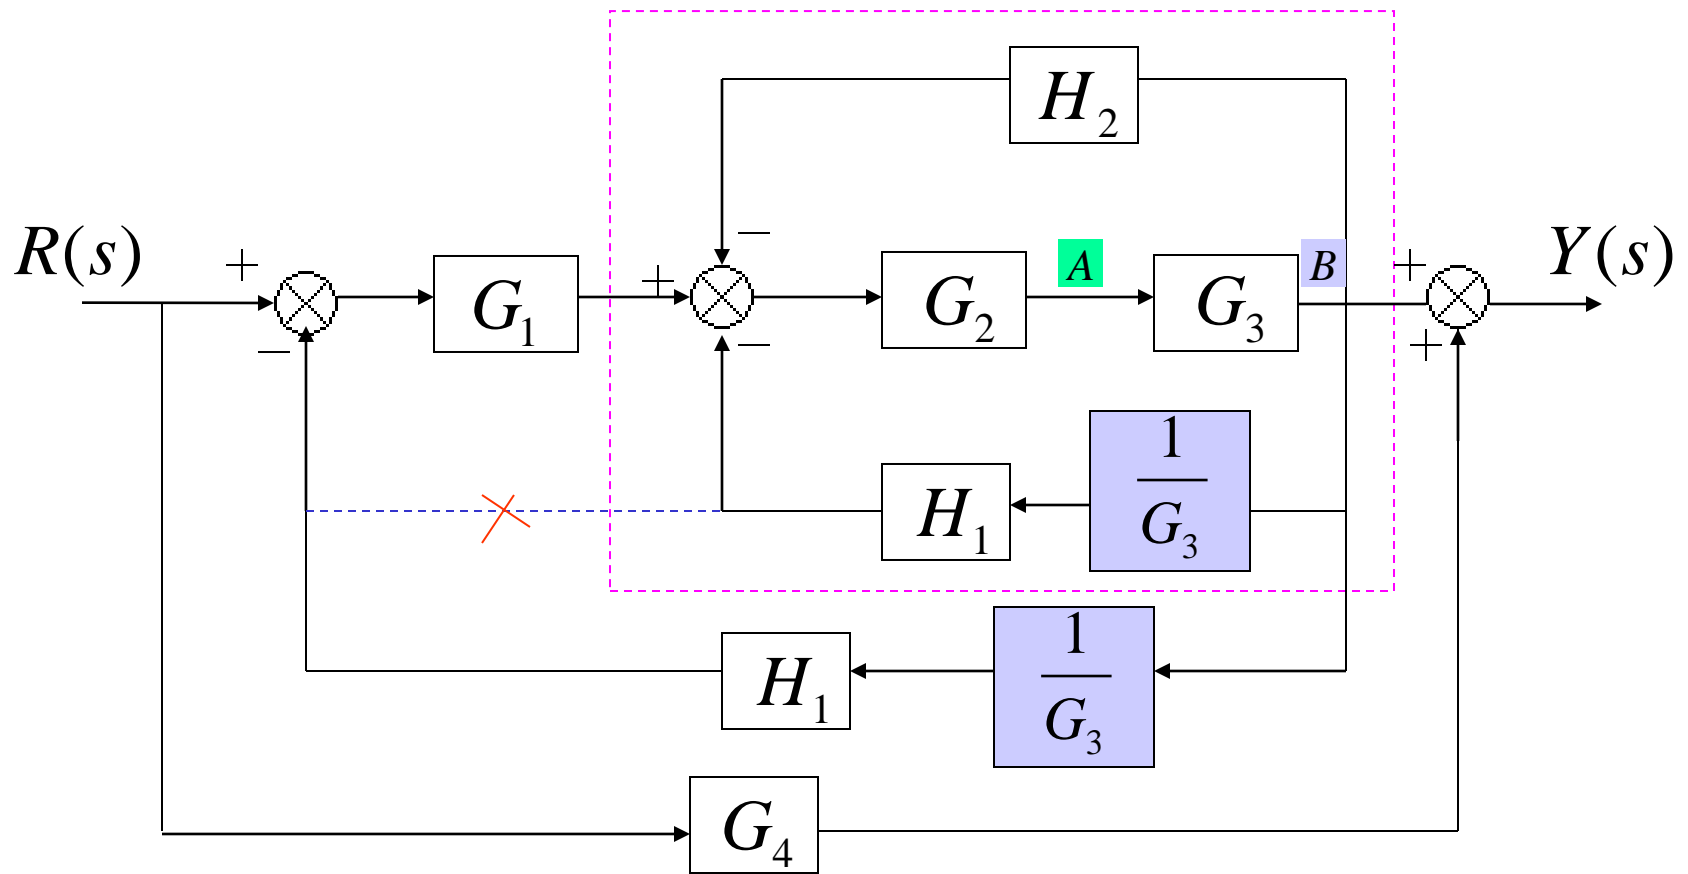 H₂
R(s)
+
−
+
−
G₁
G₂
A
G₃
B
+
Y(s)
−
−
+
H₁
1
G₃
H₁
1
G₃
G₄